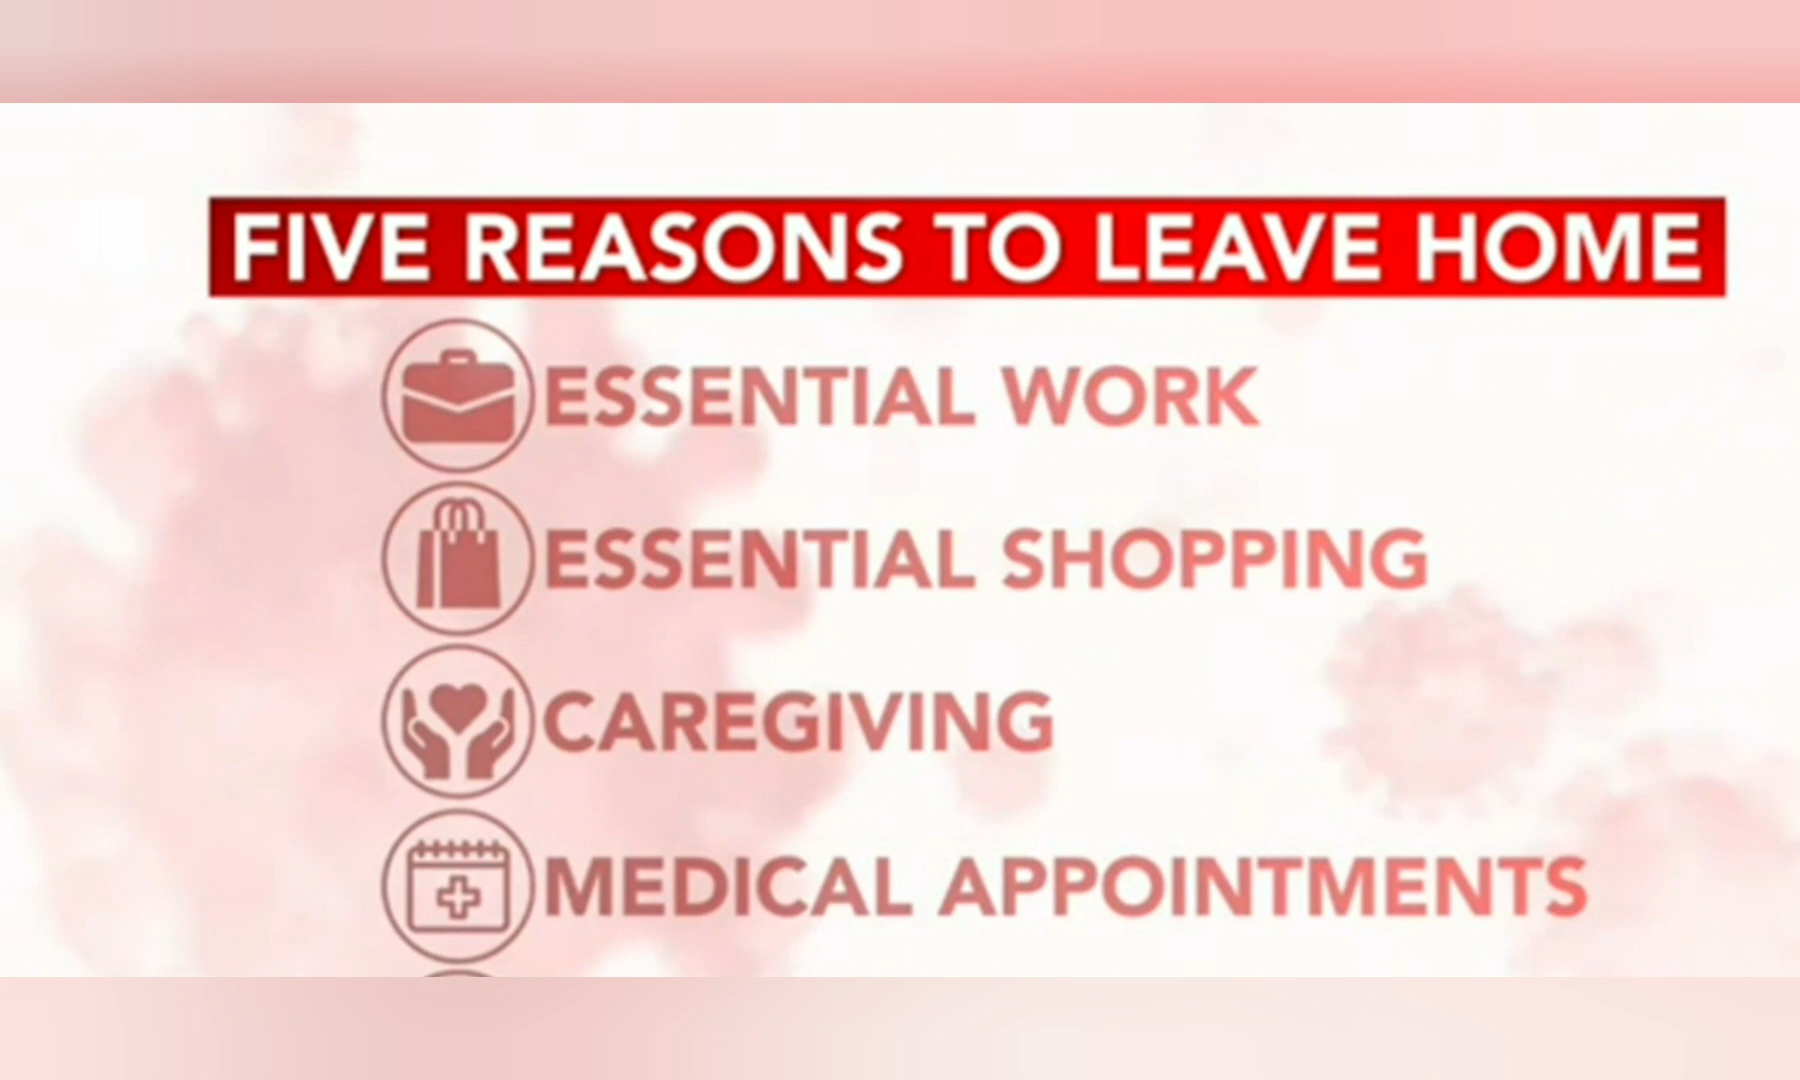 FIVE REASONS TO LEAVE HOME
ESSENTIAL WORK
ESSENTIAL SHOPPING
CAREGIVING
MEDICAL APPOINTMENTS